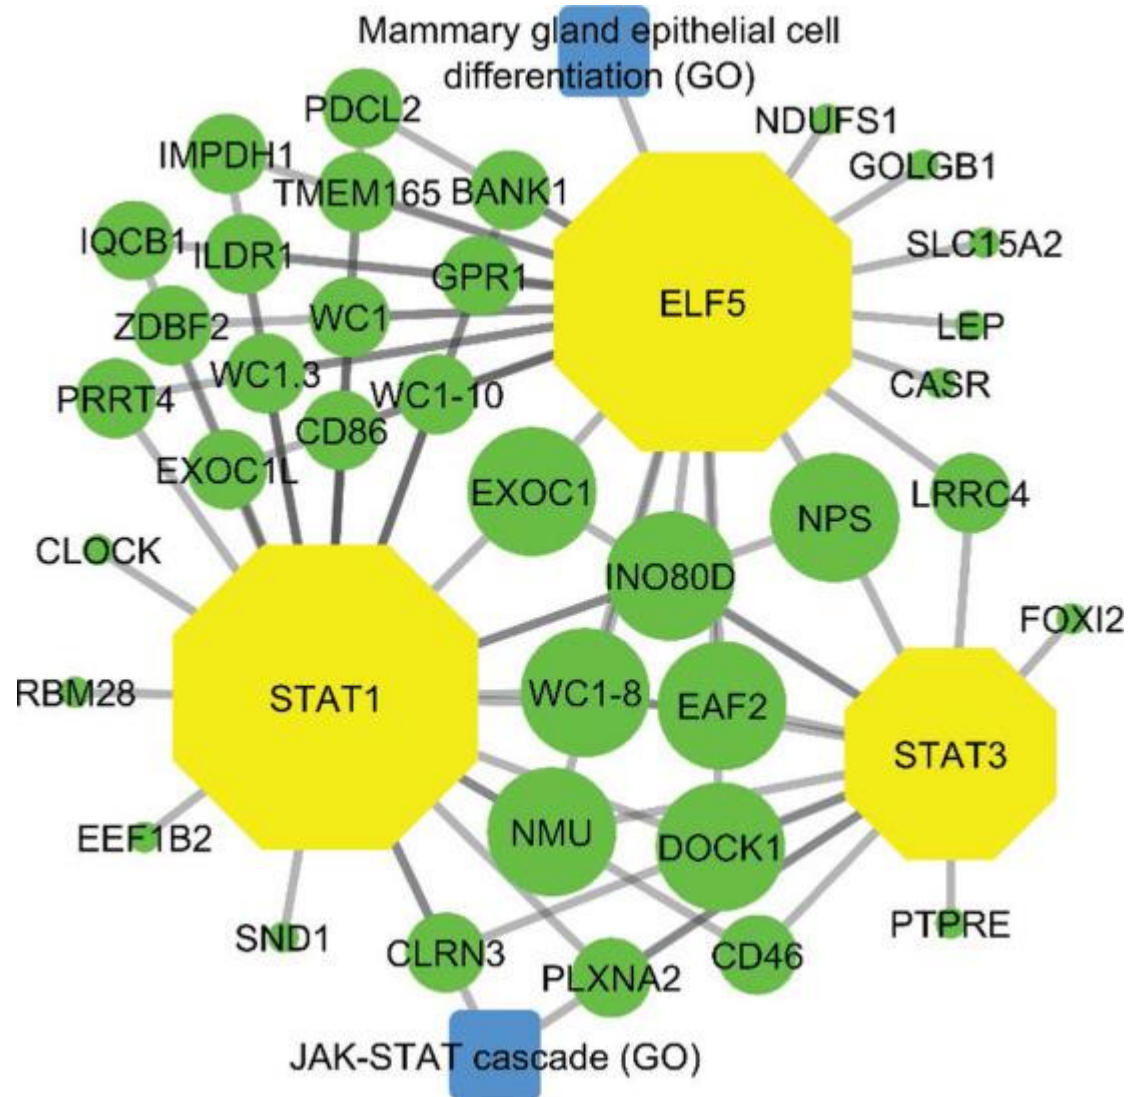 Mammary gland epithelial cell
differentiation (GO)
PDCL2
NDUFS1
IMPDH1
GOLGB1
TMEM165
BANK1
IQCB1
ILDR1
SLC15A2
GPR1
ELF5
ZDBF2
WC1
LEP
WC1.3
CASR
PRRT4
WC1-10
CD86
EXOC1L
EXOC1
LRRC4
NPS
CLOCK
INO80D
FOXI2
RBM28
STAT1
WC1-8
EAF2
STAT3
EEF1B2
NMU
DOCK1
SND1
PTPRE
CLRN3
CD46
PLXNA2
JAK-STAT cascade (GO)